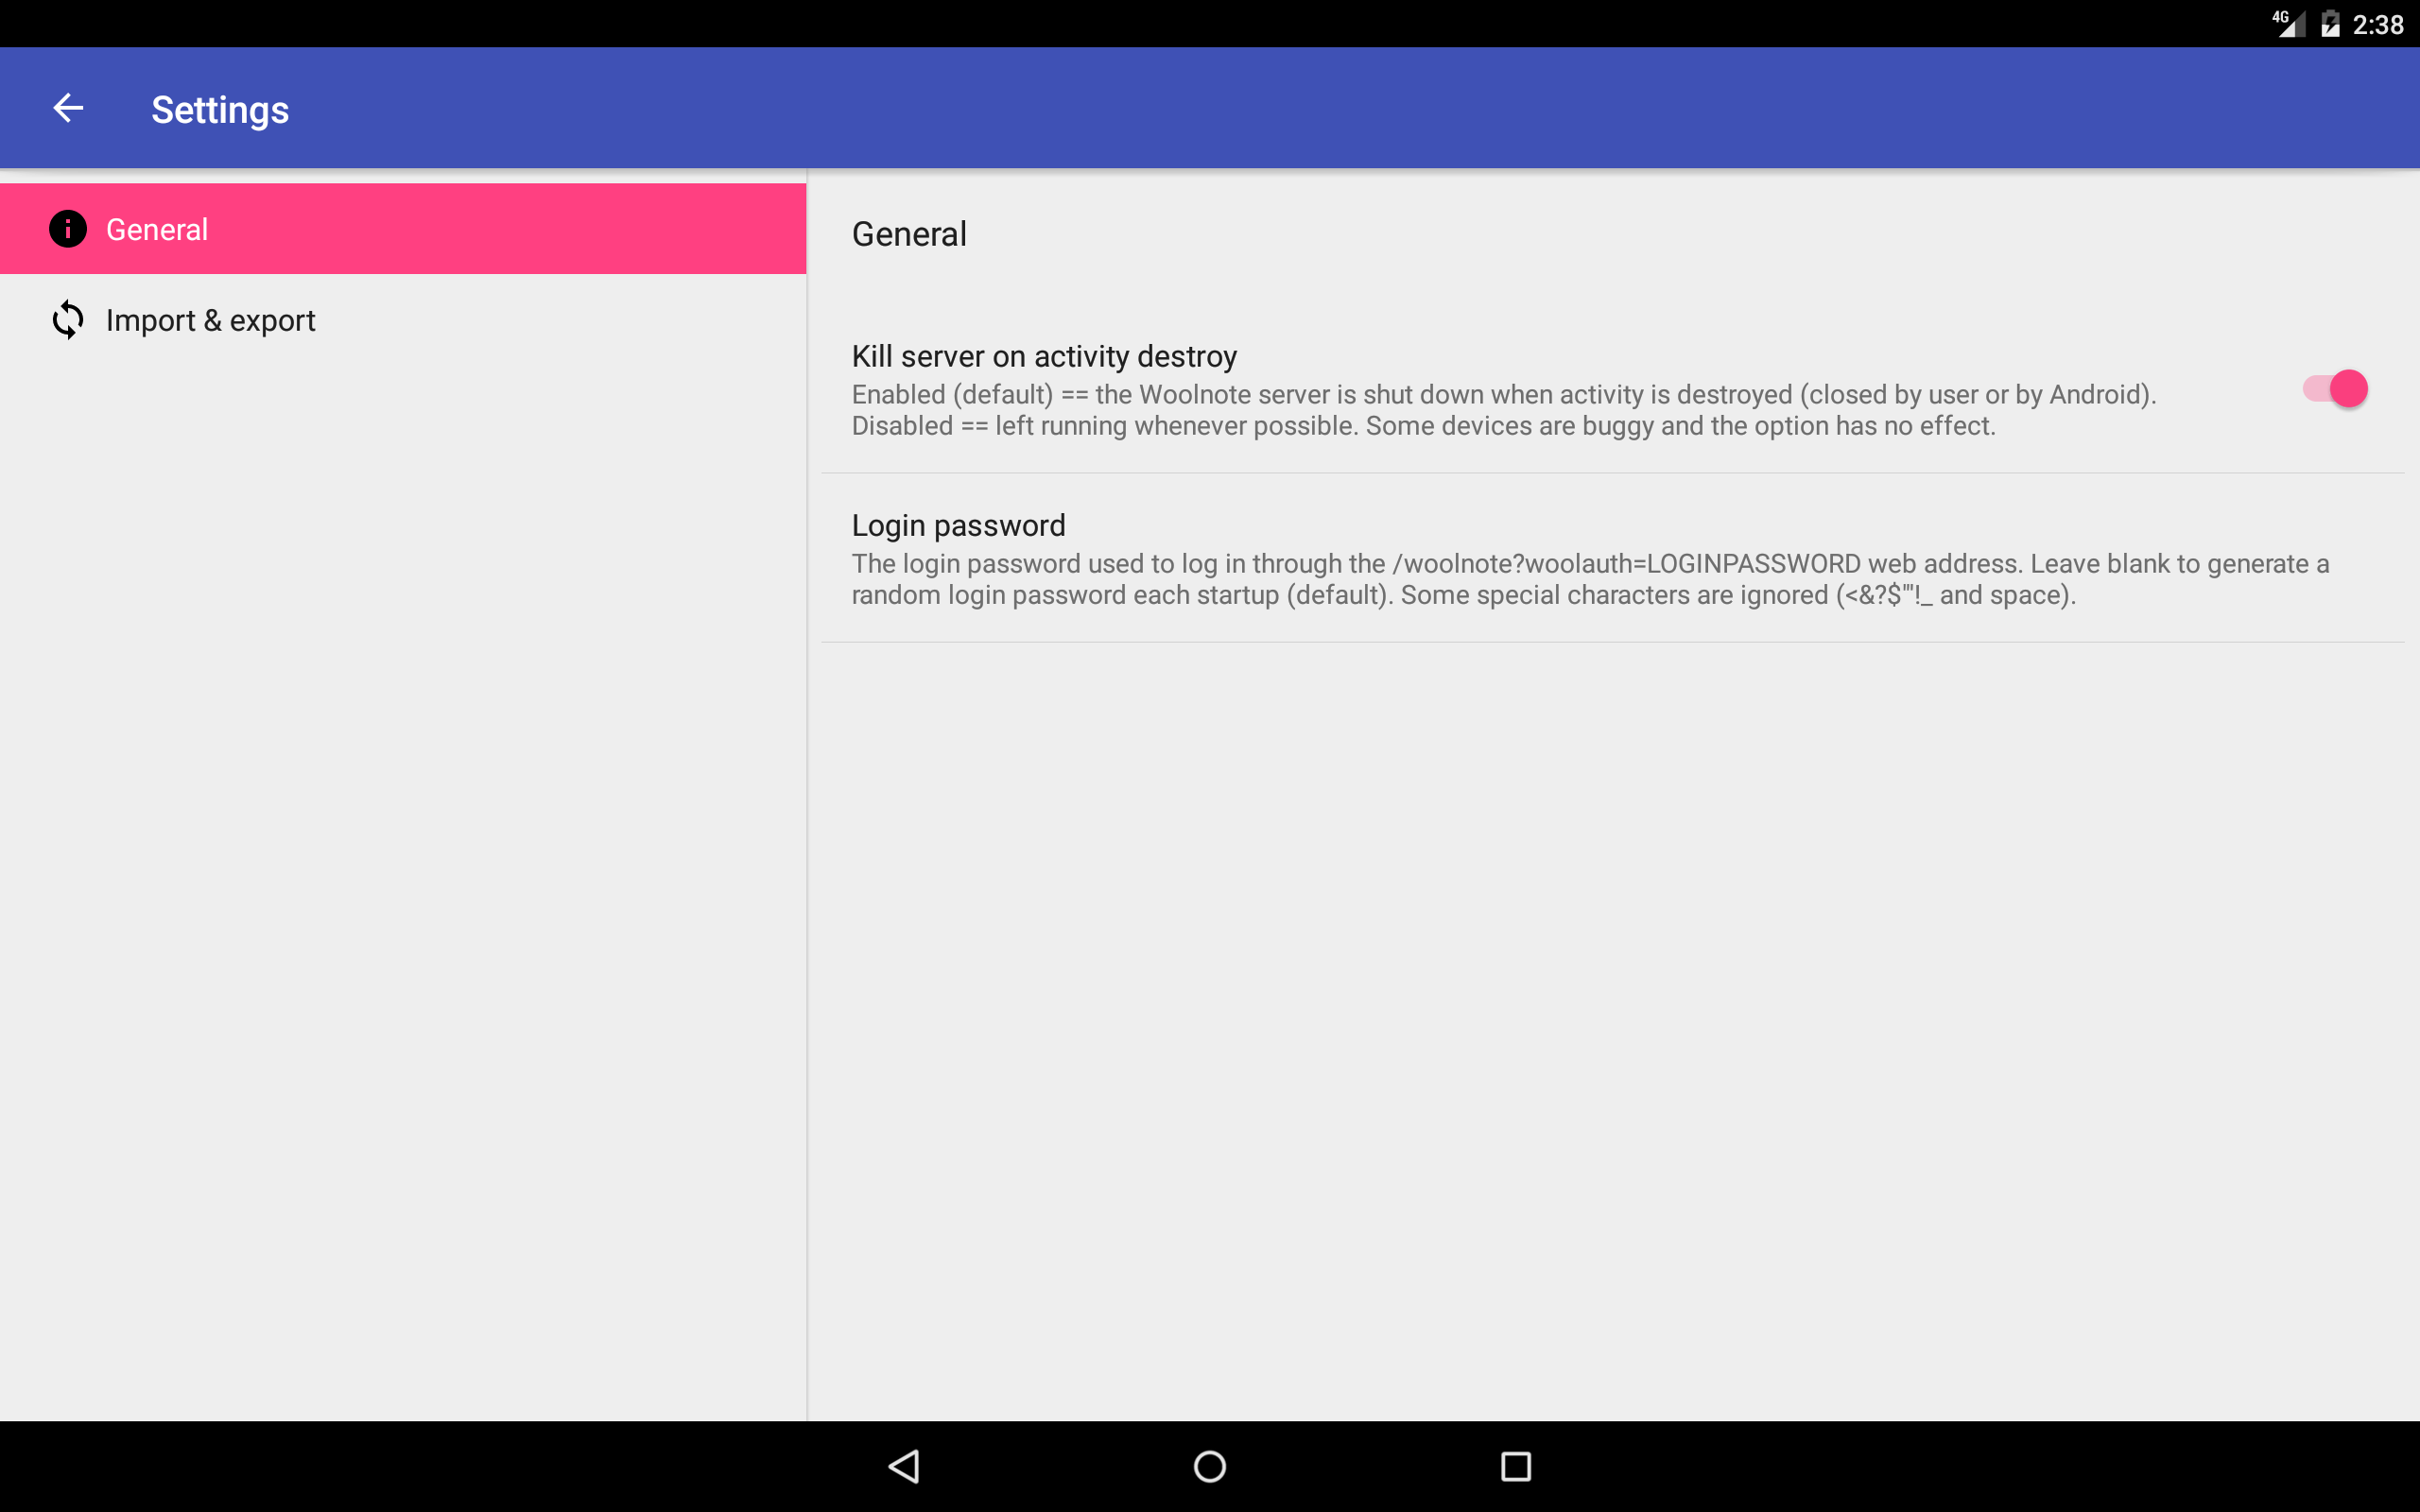 4G 2:38
Settings
General
Import & export
General
Kill server on activity destroy
Enabled (default) == the Woolnote server is shut down when activity is destroyed (closed by user or by Android).
Disabled == left running whenever possible. Some devices are buggy and the option has no effect.
Login password
The login password used to log in through the /woolnote?woolauth=LOGINPASSWORD web address. Leave blank to generate a
random login password each startup (default). Some special characters are ignored (<&?$"'!_ and space).